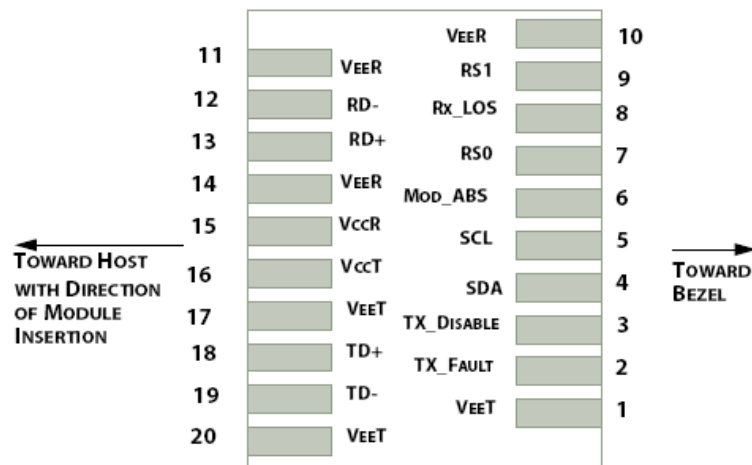 VEER 10
11 VEER
RS1 9
12 RD-
Rx_LOS 8
13 RD+
RS0 7
14 VEER
MOD_ABS 6
15 VCCR
SCL 5
TOWARD HOST
WITH DIRECTION
OF MODULE
INSERTION
16 VCCT
SDA 4
TOWARD
BEZEL
17 VEET
TX_DISABLE 3
18 TD+
TX_FAULT 2
19 TD-
VEET 1
20 VEET